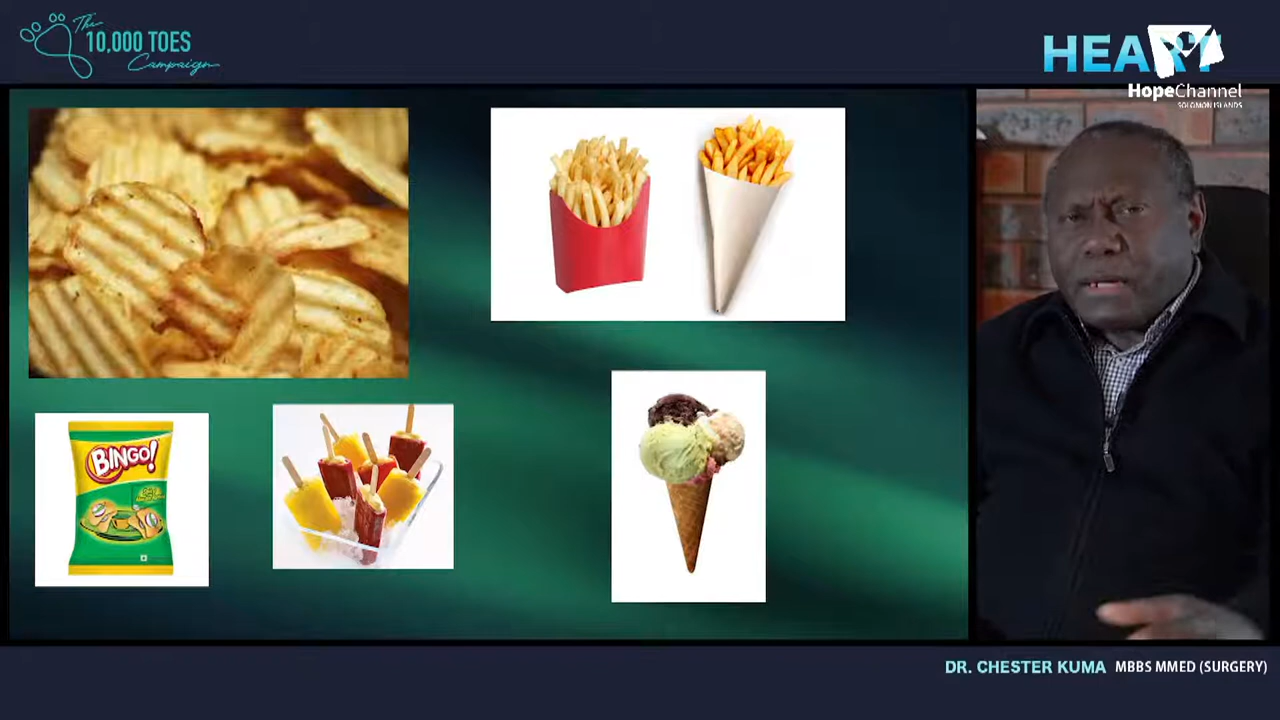 The
10,000 TOES
Campaign
HEART
HopeChannel
SOLOMON ISLANDS
BINGO!
DR. CHESTER KUMA MBBS MMED (SURGERY)